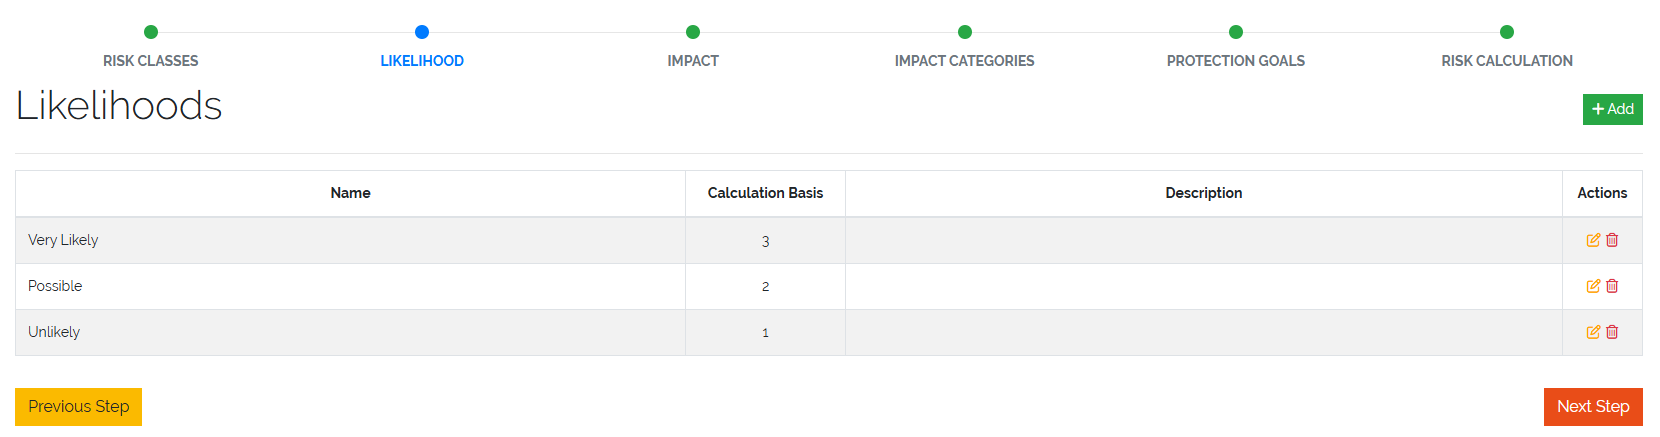 RISK CLASSES LIKELIHOOD IMPACT IMPACT CATEGORIES PROTECTION GOALS RISK CALCULATION
Likelihoods
Add
Name Calculation Basis Description Actions
Very Likely 3
Possible 2
Unlikely 1
Previous Step Next Step